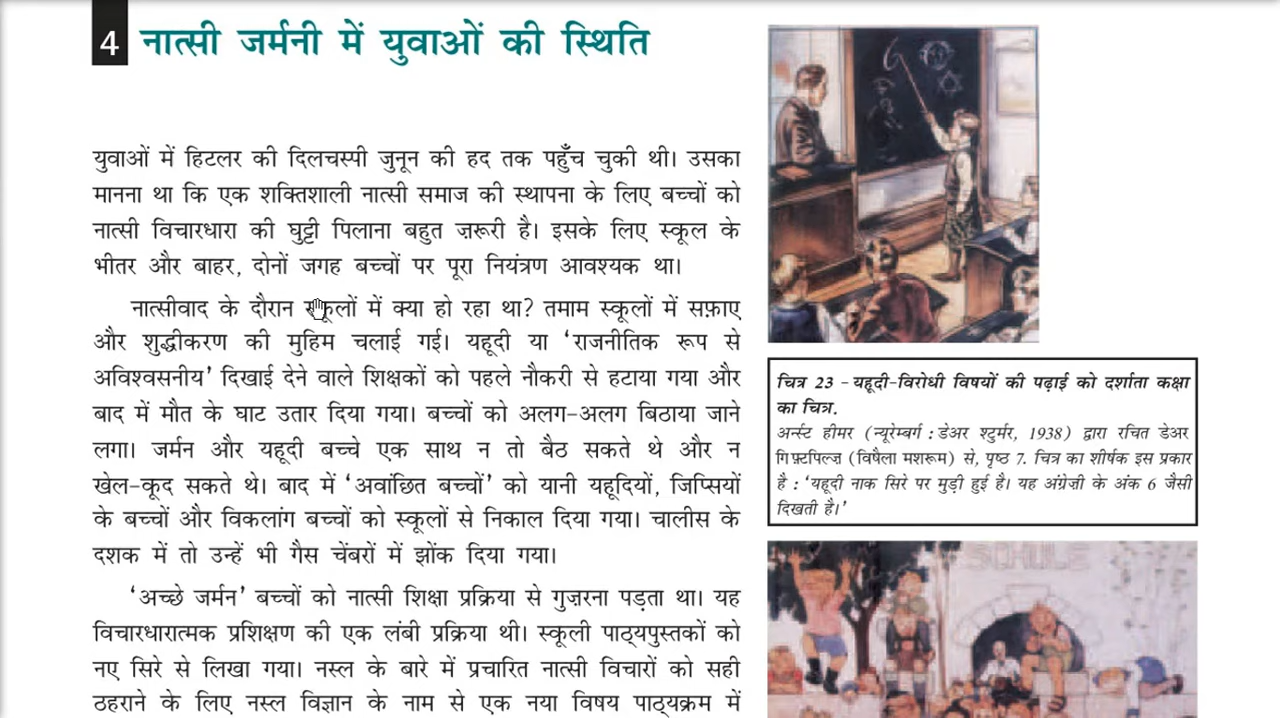 4 नात्सी जर्मनी में युवाओं की स्थिति
युवाओं में हिटलर की दिलचस्पी जुनून की हद तक पहुँच चुकी थी। उसका
मानना था कि एक शक्तिशाली नात्सी समाज की स्थापना के लिए बच्चों को
नात्सी विचारधारा की घुट्टी पिलाना बहुत ज़रूरी है। इसके लिए स्कूल के
भीतर और बाहर, दोनों जगह बच्चों पर पूरा नियंत्रण आवश्यक था।
नात्सीवाद के दौरान स्कूलों में क्या हो रहा था? तमाम स्कूलों में सफ़ाए
और शुद्धीकरण की मुहिम चलाई गई। यहूदी या ‘राजनीतिक रूप से
अविश्वसनीय’ दिखाई देने वाले शिक्षकों को पहले नौकरी से हटाया गया और
बाद में मौत के घाट उतार दिया गया। बच्चों को अलग-अलग बिठाया जाने
लगा। जर्मन और यहूदी बच्चे एक साथ न तो बैठ सकते थे और न
खेल-कूद सकते थे। बाद में ‘अवांछित बच्चों’ को यानी यहूदियों, जिप्सियों
के बच्चों और विकलांग बच्चों को स्कूलों से निकाल दिया गया। चालीस के
दशक में तो उन्हें भी गैस चेंबरों में झोंक दिया गया।
‘अच्छे जर्मन’ बच्चों को नात्सी शिक्षा प्रक्रिया से गुज़रना पड़ता था। यह
विचारधारात्मक प्रशिक्षण की एक लंबी प्रक्रिया थी। स्कूली पाठ्यपुस्तकों को
नए सिरे से लिखा गया। नस्ल के बारे में प्रचारित नात्सी विचारों को सही
ठहराने के लिए नस्ल विज्ञान के नाम से एक नया विषय पाठ्यक्रम में
चित्र 23 - यहूदी-विरोधी विषयों की पढ़ाई को दर्शाता कक्षा
का चित्र.
अर्न्स्ट हीमर (न्यूरेम्बर्ग : डेअर श्टुर्मर, 1938) द्वारा रचित डेअर
गिफ़्टपिल्ज़ (विषैला मशरूम) से, पृष्ठ 7. चित्र का शीर्षक इस प्रकार
है : ‘यहूदी नाक सिरे पर मुड़ी हुई है। यह अंग्रेज़ी के अंक 6 जैसी
दिखती है।’
SCHULE